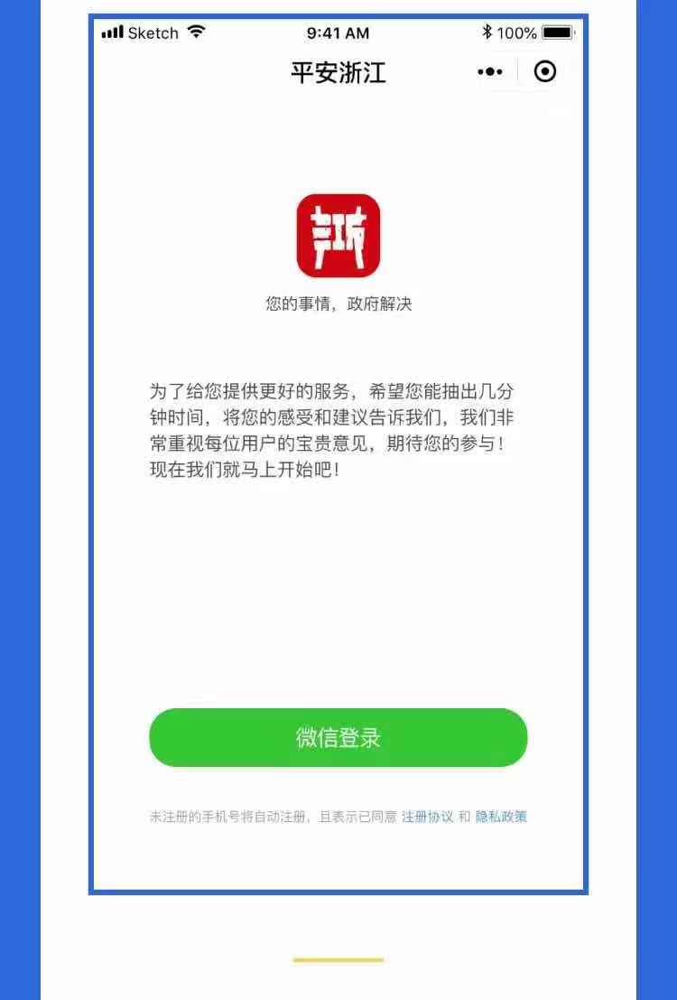 Sketch 9:41 AM 100%
平安浙江
您的事情，政府解决
为了给您提供更好的服务，希望您能抽出几分
钟时间，将您的感受和建议告诉我们，我们非
常重视每位用户的宝贵意见，期待您的参与！
现在我们就马上开始吧！
微信登录
未注册的手机号将自动注册，且表示已同意 注册协议 和 隐私政策